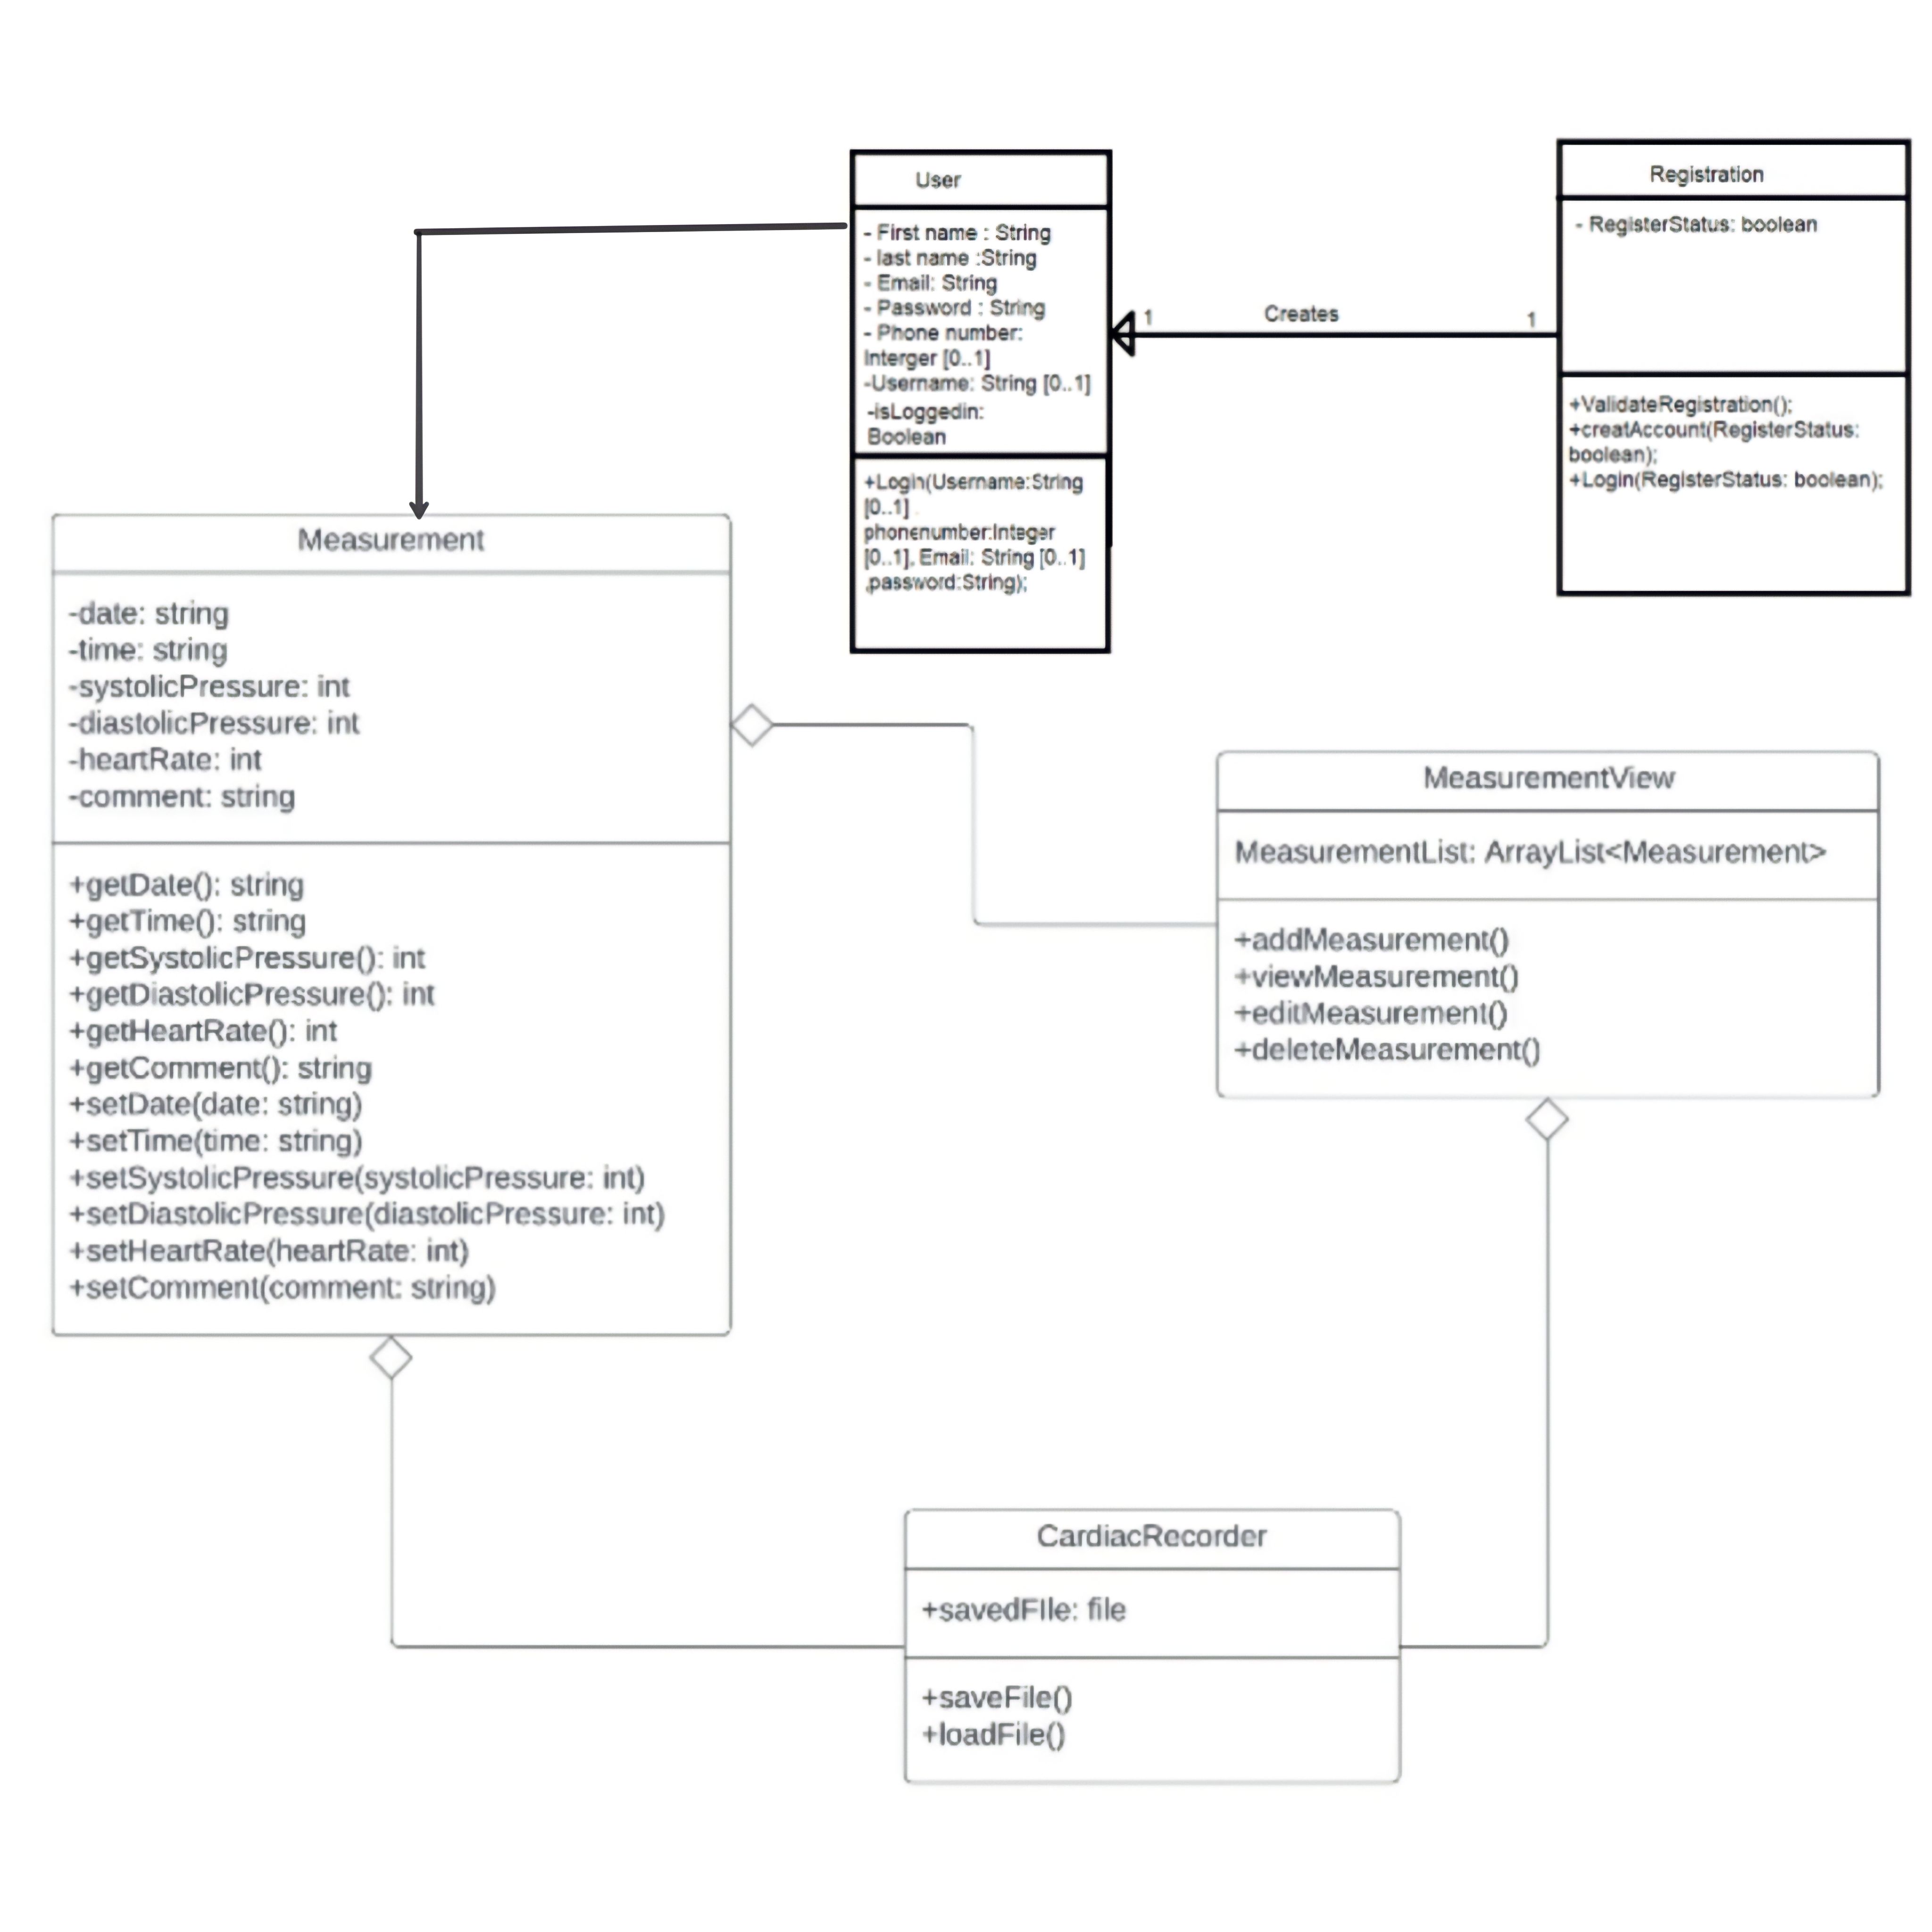 User
- First name : String
- last name :String
- Email: String
- Password : String
- Phone number:
Interger [0..1]
-Username: String [0..1]
-isLoggedin:
Boolean
+Login(Username:String
[0..1]
phonenumber:Integer
[0..1], Email: String [0..1]
,password:String);
1
Creates
1
Registration
- RegisterStatus: boolean
+ValidateRegistration();
+creatAccount(RegisterStatus:
boolean);
+Login(RegisterStatus: boolean);
Measurement
-date: string
-time: string
-systolicPressure: int
-diastolicPressure: int
-heartRate: int
-comment: string
+getDate(): string
+getTime(): string
+getSystolicPressure(): int
+getDiastolicPressure(): int
+getHeartRate(): int
+getComment(): string
+setDate(date: string)
+setTime(time: string)
+setSystolicPressure(systolicPressure: int)
+setDiastolicPressure(diastolicPressure: int)
+setHeartRate(heartRate: int)
+setComment(comment: string)
MeasurementView
MeasurementList: ArrayList<Measurement>
+addMeasurement()
+viewMeasurement()
+editMeasurement()
+deleteMeasurement()
CardiacRecorder
+savedFIle: file
+saveFile()
+loadFile()